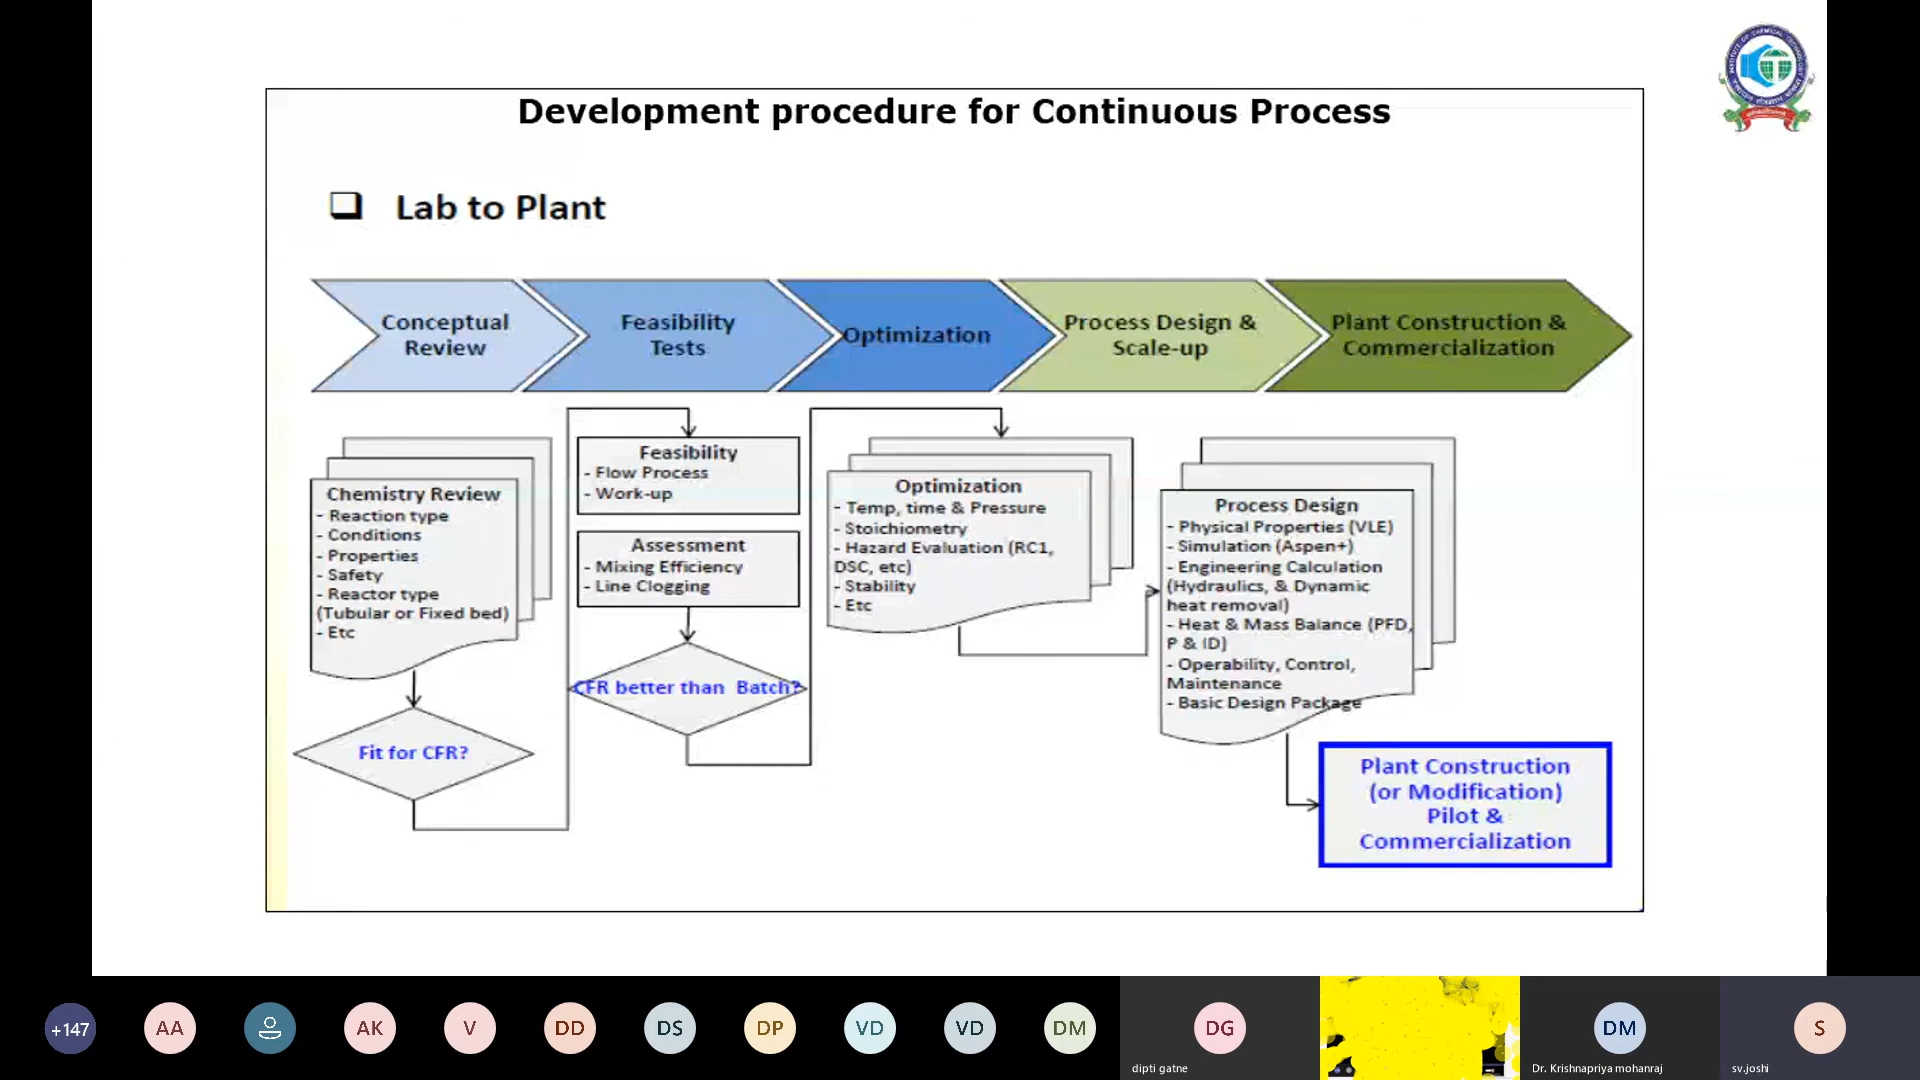 Development procedure for Continuous Process
❑ Lab to Plant
Conceptual
Review
Feasibility
Tests
Optimization
Process Design &
Scale-up
Plant Construction &
Commercialization
Chemistry Review
- Reaction type
- Conditions
- Properties
- Safety
- Reactor type
(Tubular or Fixed bed)
- Etc
Fit for CFR?
Feasibility
- Flow Process
- Work-up
Assessment
- Mixing Efficiency
- Line Clogging
CFR better than Batch?
Optimization
- Temp, time & Pressure
- Stoichiometry
- Hazard Evaluation (RC1,
DSC, etc)
- Stability
- Etc
Process Design
- Physical Properties (VLE)
- Simulation (Aspen+)
- Engineering Calculation
(Hydraulics, & Dynamic
heat removal)
- Heat & Mass Balance (PFD,
P & ID)
- Operability, Control,
Maintenance
- Basic Design Package
Plant Construction
(or Modification)
Pilot &
Commercialization
+147
AA
AK
V
DD
DS
DP
VD
VD
DM
DG
dipti gatne
DM
Dr. Krishnapriya mohanraj
S
sv.joshi